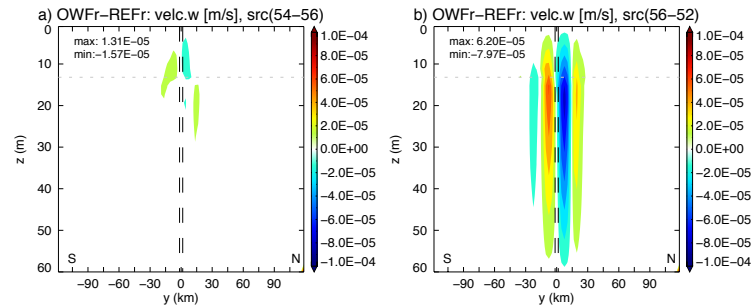 a) OWFr−REFr: velc.w [m/s], src(54−56)
max: 1.31E−05
min:−1.57E−05
0
10
20
30
40
50
60
z (m)
S
N
−90 −60 −30 0 30 60 90
y (km)
1.0E−04
8.0E−05
6.0E−05
4.0E−05
2.0E−05
0.0E+00
−2.0E−05
−4.0E−05
−6.0E−05
−8.0E−05
−1.0E−04
b) OWFr−REFr: velc.w [m/s], src(56−52)
max: 6.20E−05
min:−7.97E−05
0
10
20
30
40
50
60
z (m)
S
N
−90 −60 −30 0 30 60 90
y (km)
1.0E−04
8.0E−05
6.0E−05
4.0E−05
2.0E−05
0.0E+00
−2.0E−05
−4.0E−05
−6.0E−05
−8.0E−05
−1.0E−04